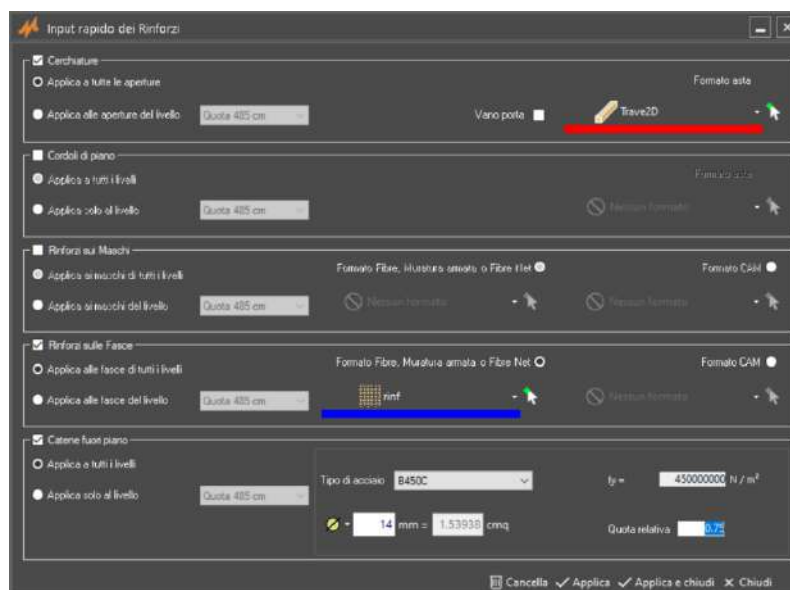 Input rapido dei Rinforzi
Cerchiature
Applica a tutte le aperture
Formato asta
Applica alle aperture del livello Quota 485 cm Vano porta Trave2D
Cordoli di piano
Applica a tutti i livelli
Formato asta
Applica solo al livello Quota 485 cm Nessun formato
Rinforzi sui Maschi
Applica ai maschi di tutti i livelli Formato Fibre, Muratura armata o Fibre Net Formato CAM
Applica ai maschi del livello Quota 485 cm Nessun formato Nessun formato
Rinforzi sulle Fasce
Applica alle fasce di tutti i livelli Formato Fibre, Muratura armata o Fibre Net Formato CAM
Applica alle fasce del livello Quota 485 cm rinf Nessun formato
Catene fuori piano
Applica a tutti i livelli
Tipo di acciaio B450C fy = 450000000 N / m²
Applica solo al livello Quota 485 cm
14 mm = 1.53938 cmq Quota relativa 0.75
Cancella Applica Applica e chiudi Chiudi